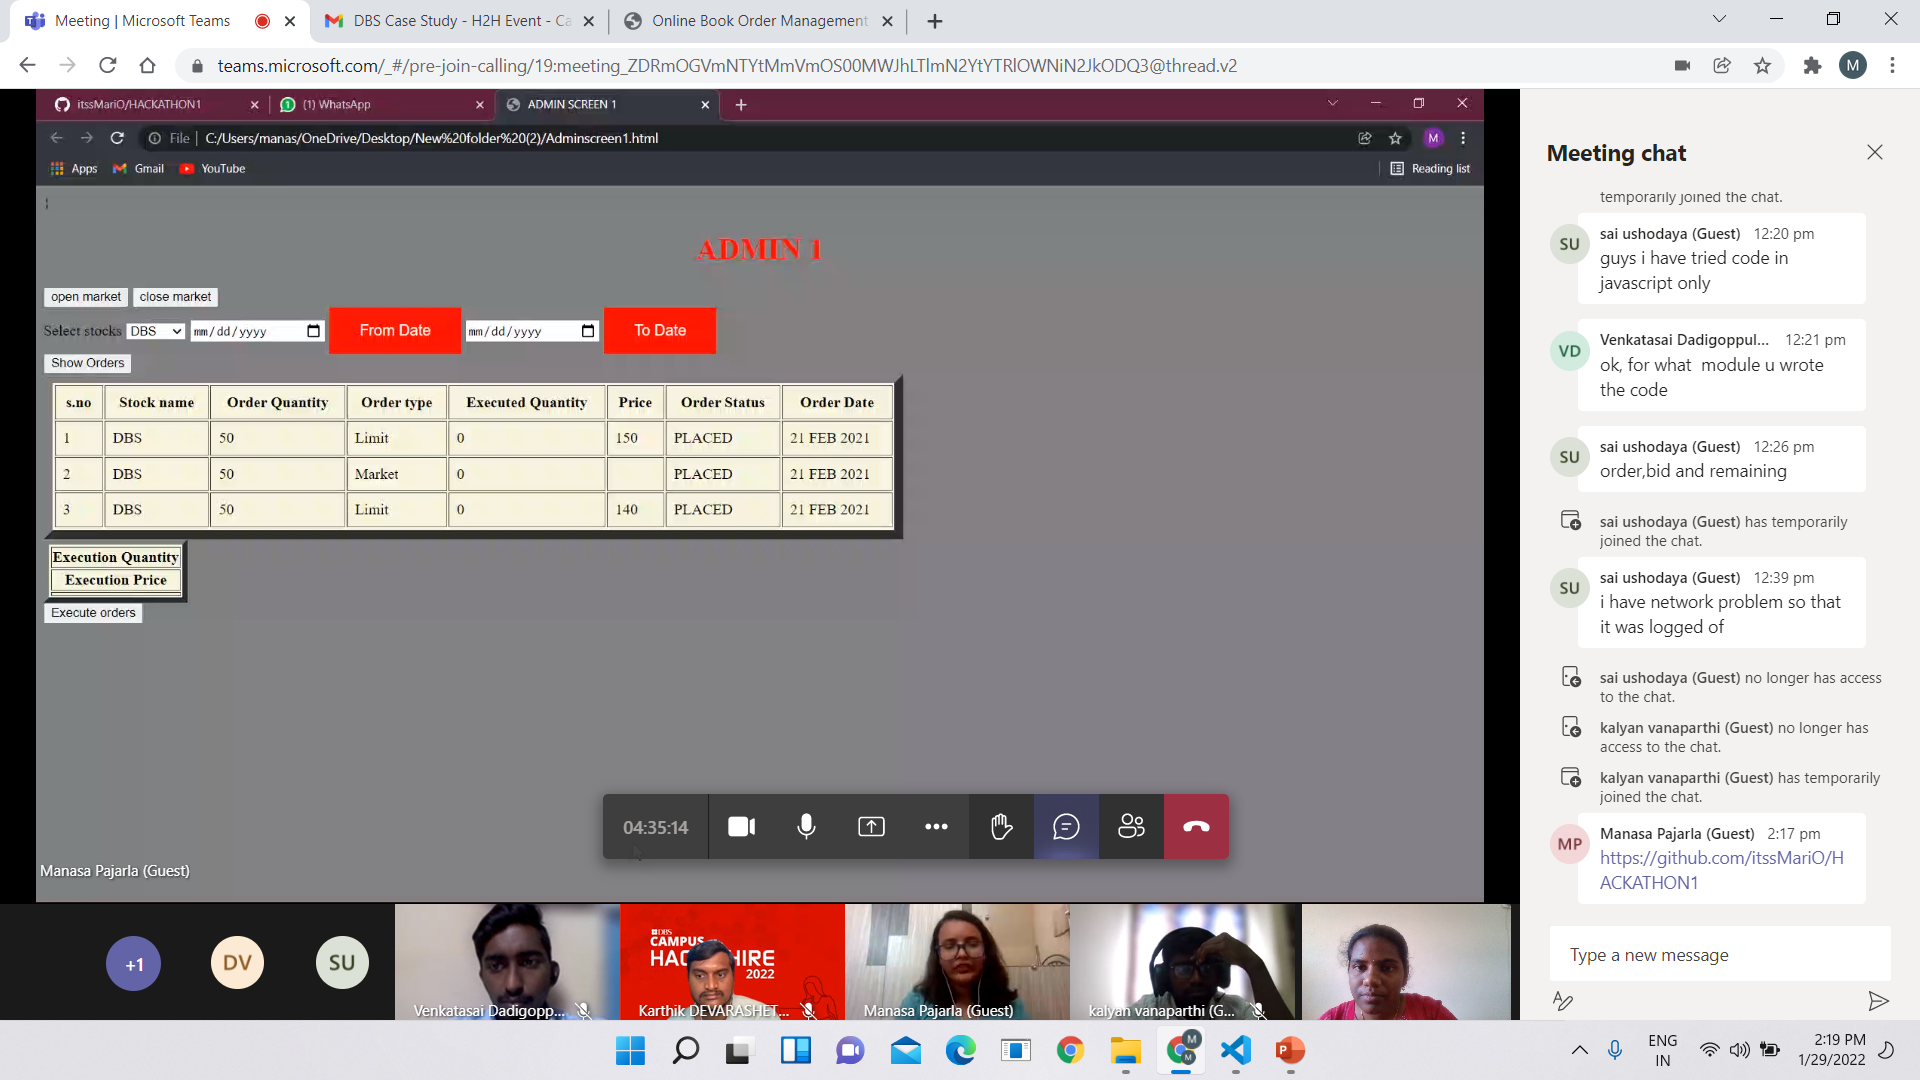 Meeting | Microsoft Teams
DBS Case Study - H2H Event - Ca
Online Book Order Management
teams.microsoft.com/_#/pre-join-calling/19:meeting_ZDRmOGVmNTYtMmVmOS00MWJhLTlmN2YtYTRlOWNiN2JkODQ3@thread.v2
M
itssMariO/HACKATHON1
(1) WhatsApp
ADMIN SCREEN 1
File | C:/Users/manas/OneDrive/Desktop/New%20folder%20(2)/Adminscreen1.html
M
Apps
Gmail
YouTube
Reading list
ADMIN 1
open market
close market
Select stocks DBS mm/dd/yyyy From Date mm/dd/yyyy To Date
Show Orders
s.no Stock name Order Quantity Order type Executed Quantity Price Order Status Order Date
1 DBS 50 Limit 0 150 PLACED 21 FEB 2021
2 DBS 50 Market 0 PLACED 21 FEB 2021
3 DBS 50 Limit 0 140 PLACED 21 FEB 2021
Execution Quantity
Execution Price
Execute orders
04:35:14
Manasa Pajarla (Guest)
+1
DV
SU
Venkatasai Dadigopp...
DBS
CAMPUS
HIRE
2022
Karthik DEVARASHET...
Manasa Pajarla (Guest)
kalyan vanaparthi (G...
Meeting chat
temporarily joined the chat.
SU
sai ushodaya (Guest) 12:20 pm
guys i have tried code in
javascript only
VD
Venkatasai Dadigoppul... 12:21 pm
ok, for what module u wrote
the code
SU
sai ushodaya (Guest) 12:26 pm
order,bid and remaining
sai ushodaya (Guest) has temporarily
joined the chat.
SU
sai ushodaya (Guest) 12:39 pm
i have network problem so that
it was logged of
sai ushodaya (Guest) no longer has access
to the chat.
kalyan vanaparthi (Guest) no longer has
access to the chat.
kalyan vanaparthi (Guest) has temporarily
joined the chat.
MP
Manasa Pajarla (Guest) 2:17 pm
https://github.com/itssMariO/H
ACKATHON1
Type a new message
M
M
ENG
IN
2:19 PM
1/29/2022